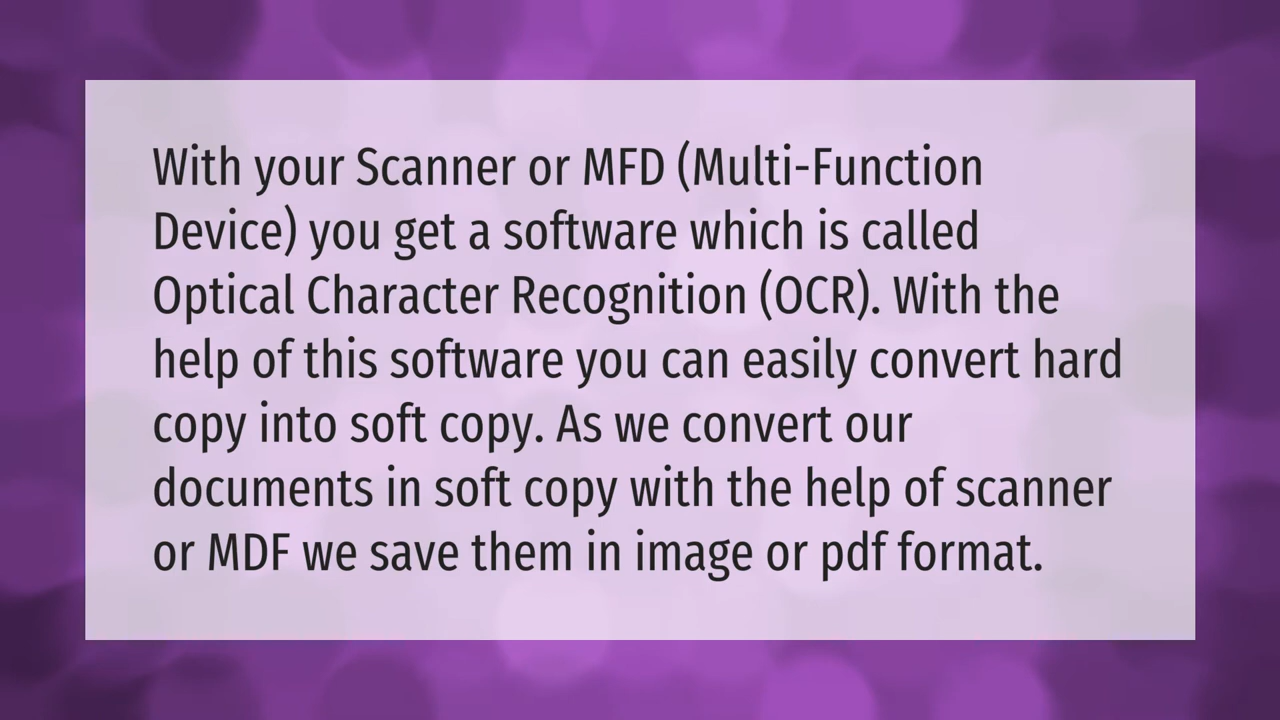 With your Scanner or MFD (Multi-Function
Device) you get a software which is called
Optical Character Recognition (OCR). With the
help of this software you can easily convert hard
copy into soft copy. As we convert our
documents in soft copy with the help of scanner
or MDF we save them in image or pdf format.